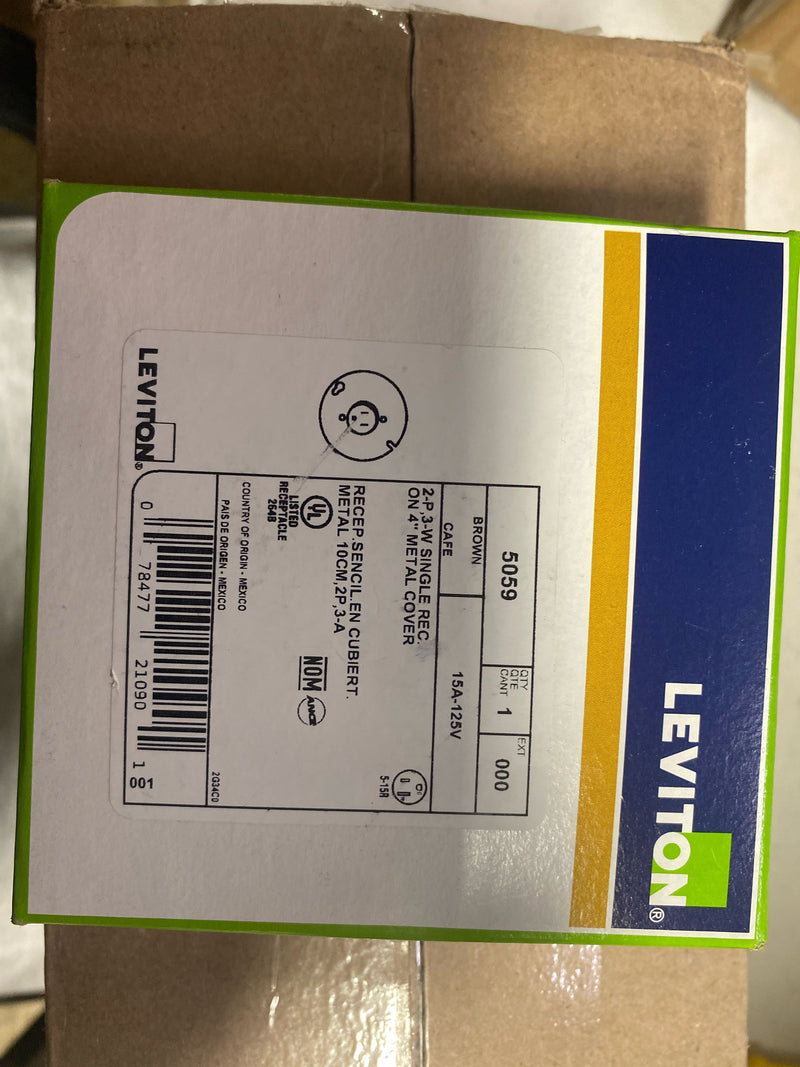 LEVITON®
5059
QTY
QTE
CANT 1
EXT
000
BROWN
CAFE
15A-125V
2-P,3-W SINGLE REC.
ON 4" METAL COVER
5-15R
RECEP.SENCIL.EN CUBIERT.
METAL 10CM,2P,3-A
UL
LISTED
RECEPTACLE
264B
NOM
ANCE
COUNTRY OF ORIGIN - MEXICO
PAIS DE ORIGEN - MEXICO
2G34C0
0 78477 21090 1
001
LEVITON®